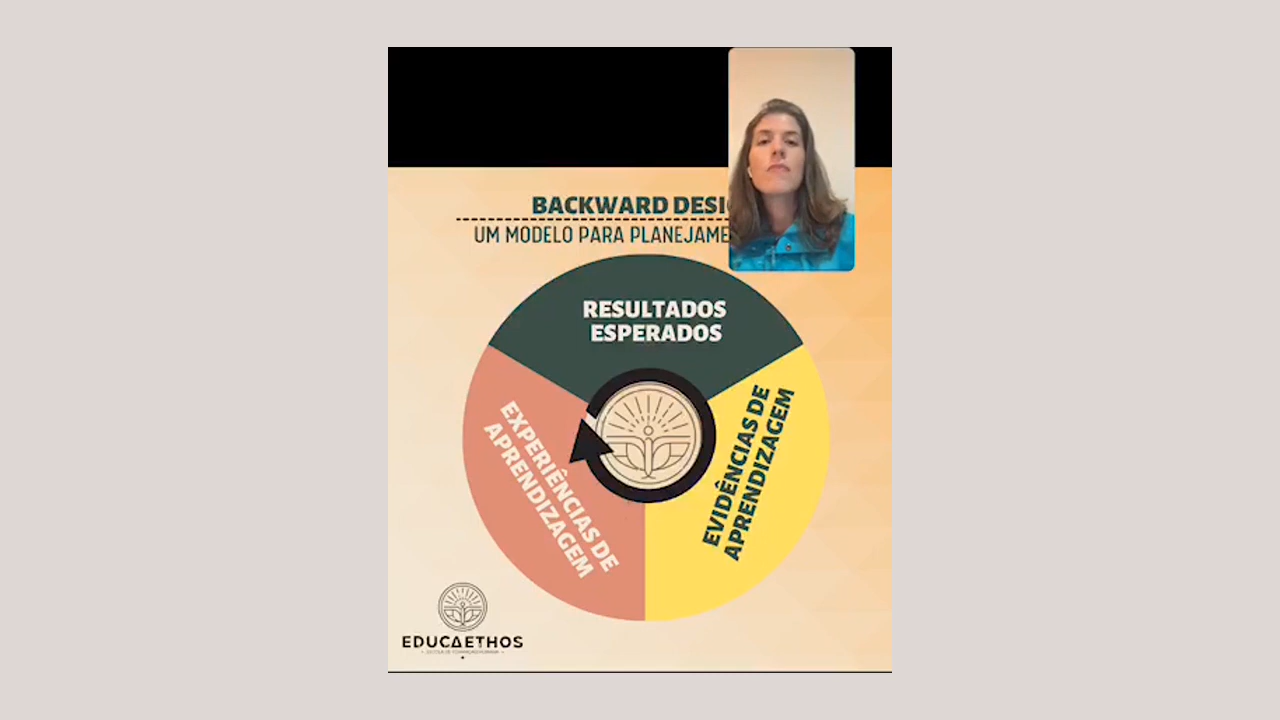 BACKWARD DESI
UM MODELO PARA PLANEJAME
RESULTADOS
ESPERADOS
EVIDÊNCIAS DE
APRENDIZAGEM
EXPERIÊNCIAS DE
APRENDIZAGEM
EDUCAETHOS